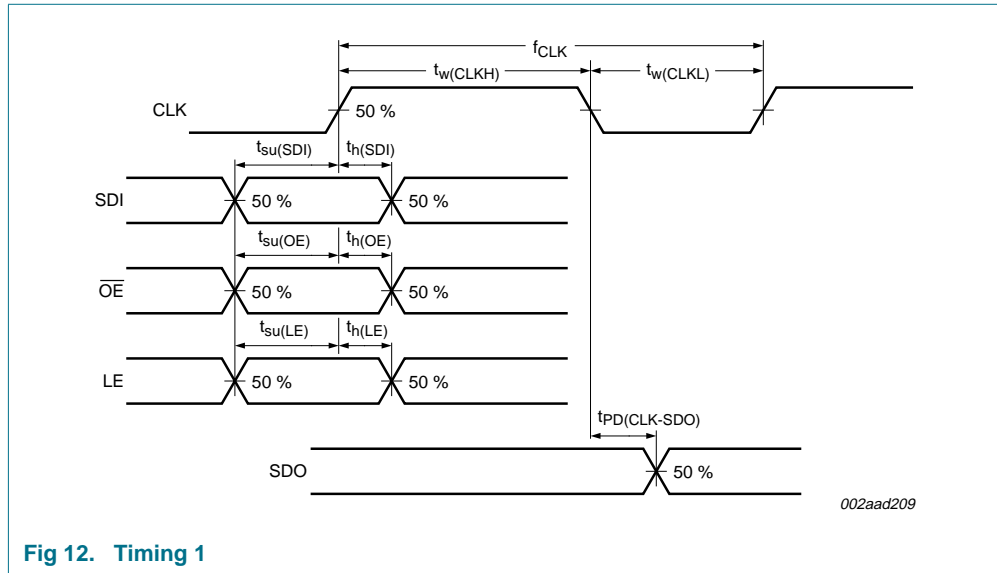 fCLK
tw(CLKH) tw(CLKL)
CLK 50 %
tsu(SDI) th(SDI)
SDI 50 % 50 %
tsu(OE) th(OE)
OE 50 % 50 %
tsu(LE) th(LE)
LE 50 % 50 %
tPD(CLK-SDO)
SDO 50 %
002aad209
Fig 12. Timing 1